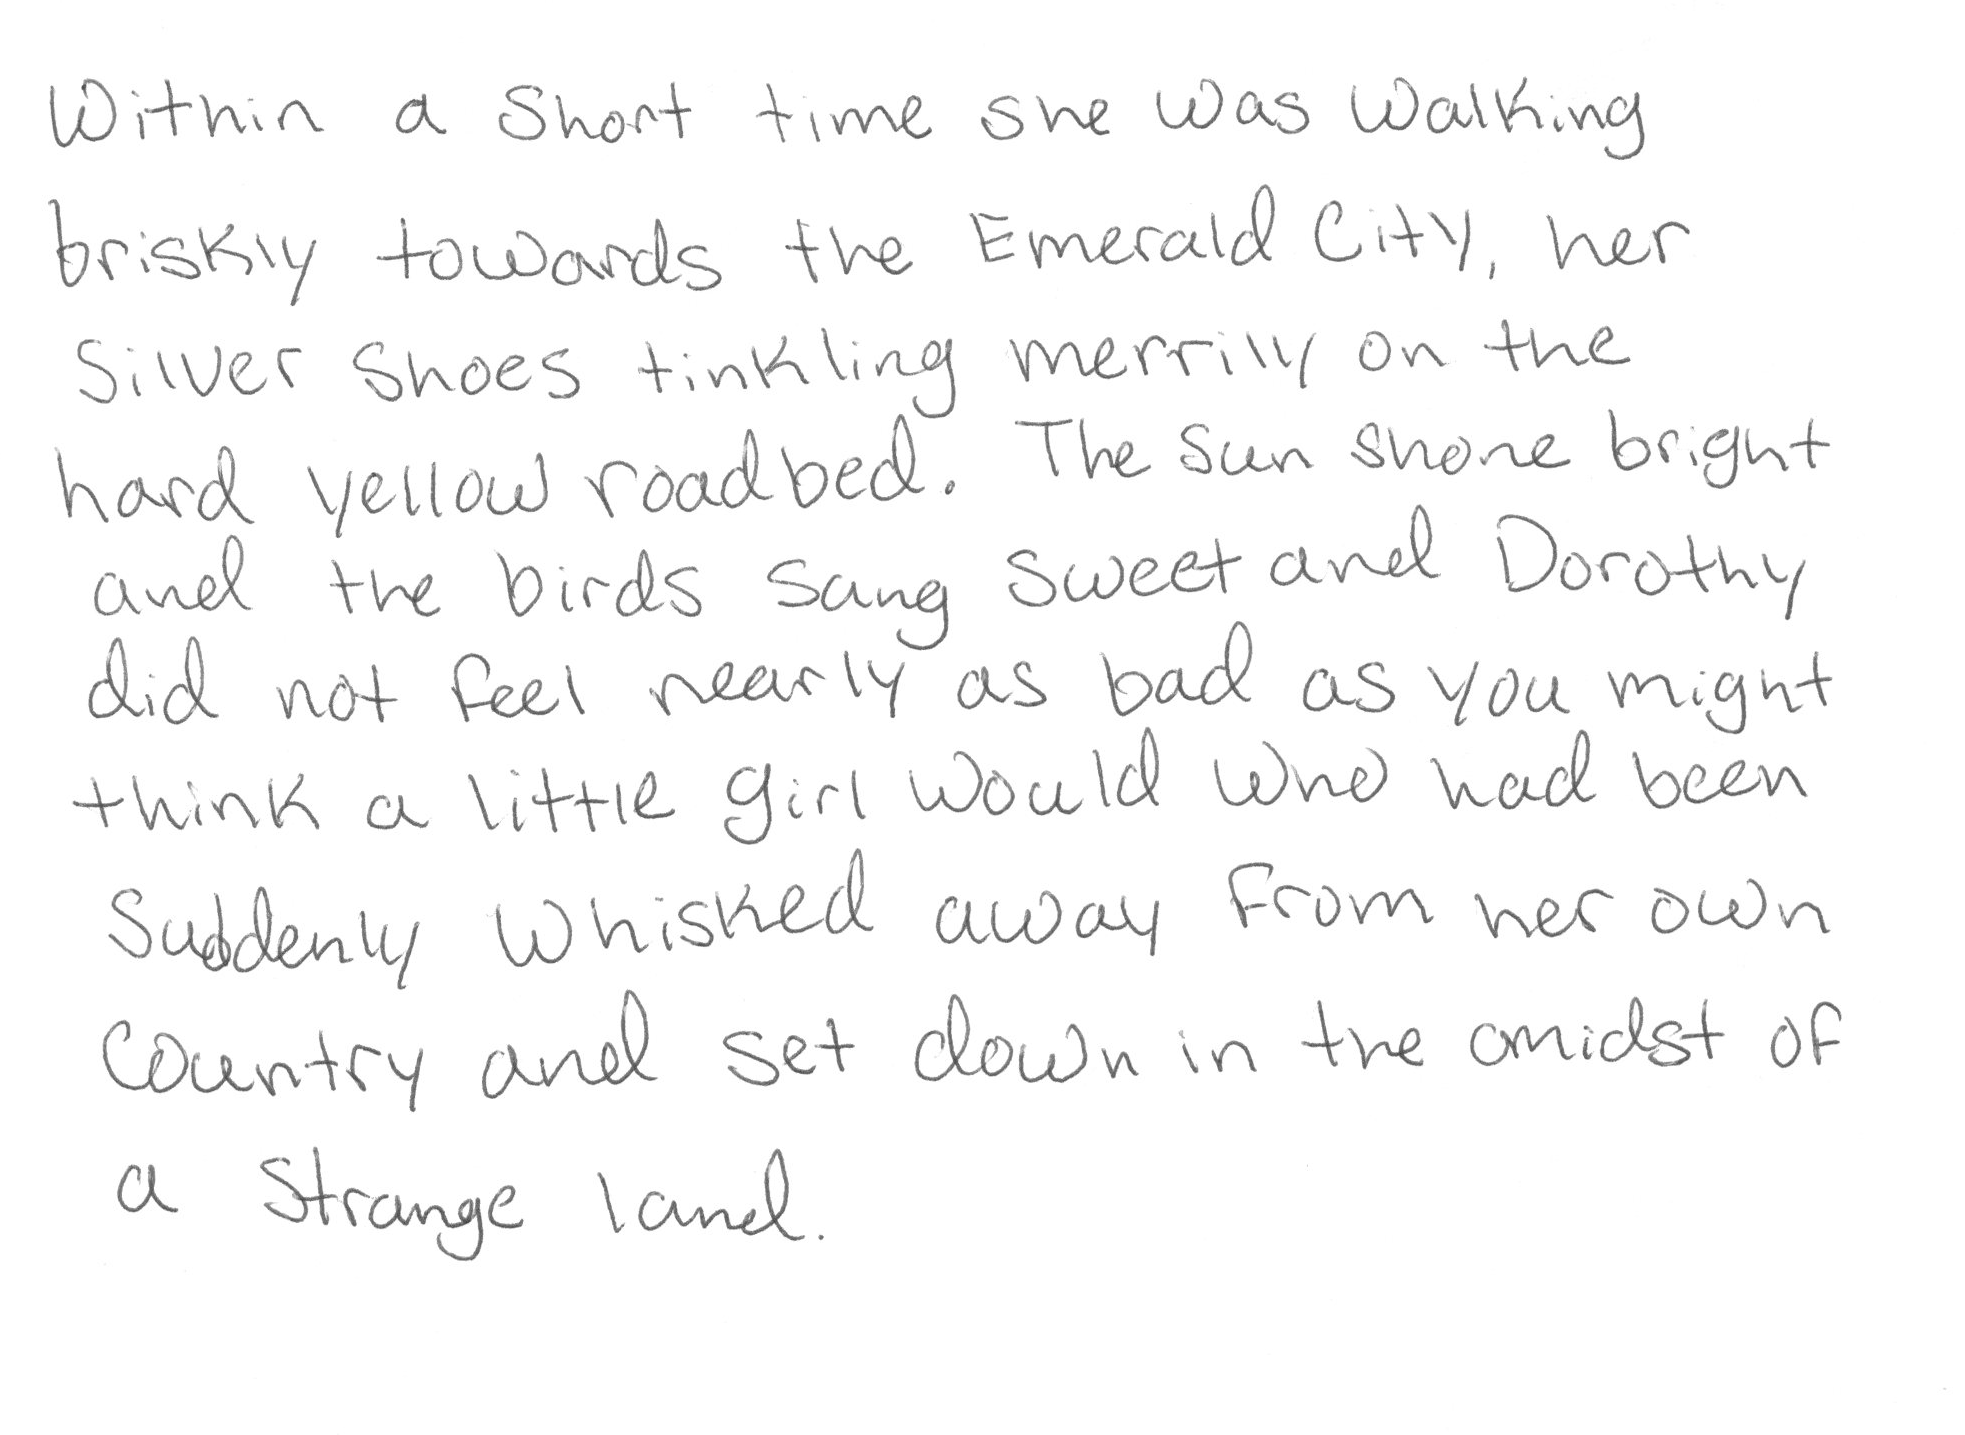 Within a short time she was walking
briskly towards the Emerald City, her
Silver Shoes tinkling merrily on the
hard yellow roadbed. The sun shone bright
and the birds sang sweet and Dorothy
did not feel nearly as bad as you might
think a little girl would who had been
suddenly whisked away from her own
country and set down in the amidst of
a strange land.